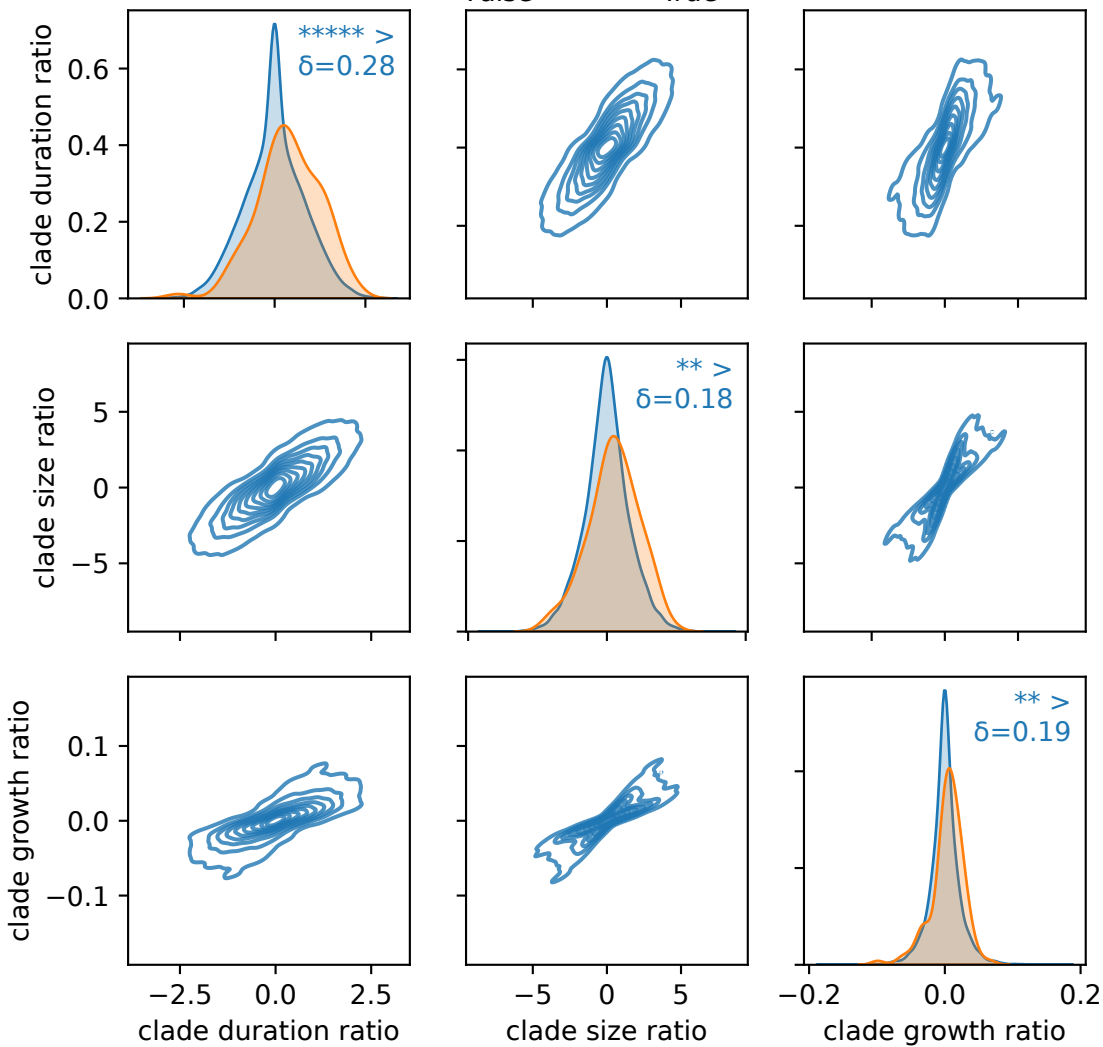 clade duration ratio
0.6
0.4
0.2
0.0
***** >
δ=0.28
clade size ratio
5
0
−5
** >
δ=0.18
clade growth ratio
0.1
0.0
−0.1
** >
δ=0.19
−2.5 0.0 2.5
−5 0 5
−0.2 0.0 0.2
clade duration ratio
clade size ratio
clade growth ratio